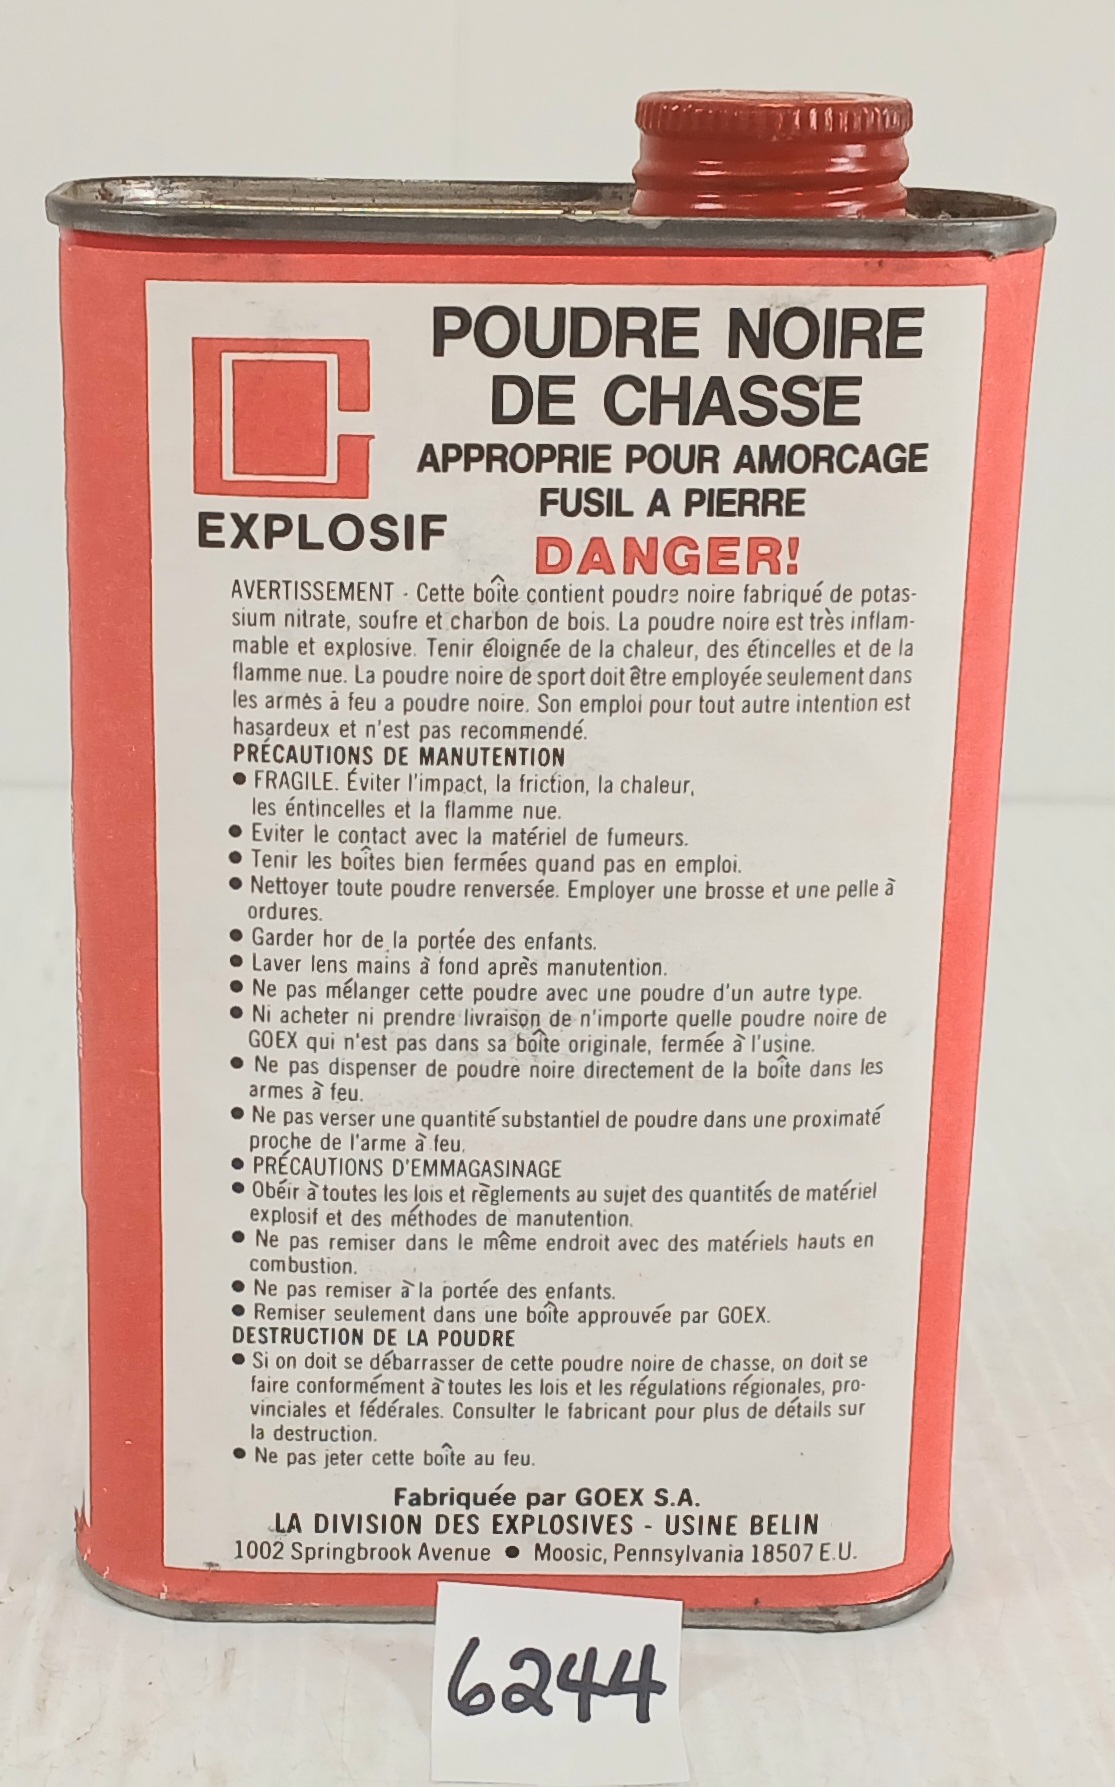 POUDRE NOIRE
DE CHASSE
APPROPRIE POUR AMORCAGE
FUSIL A PIERRE
EXPLOSIF
DANGER!
AVERTISSEMENT - Cette boîte contient poudre noire fabriqué de potas-
sium nitrate, soufre et charbon de bois. La poudre noire est très inflam-
mable et explosive. Tenir éloignée de la chaleur, des étincelles et de la
flamme nue. La poudre noire de sport doit être employée seulement dans
les armès à feu a poudre noire. Son emploi pour tout autre intention est
hasardeux et n'est pas recommendé.
PRÉCAUTIONS DE MANUTENTION
● FRAGILE. Éviter l'impact, la friction, la chaleur,
les éntincelles et la flamme nue.
● Eviter le contact avec la matériel de fumeurs.
● Tenir les boîtes bien fermées quand pas en emploi.
● Nettoyer toute poudre renversée. Employer une brosse et une pelle à
ordures.
● Garder hor de la portée des enfants.
● Laver lens mains à fond après manutention.
● Ne pas mélanger cette poudre avec une poudre d'un autre type.
● Ni acheter ni prendre livraison de n'importe quelle poudre noire de
GOEX qui n'est pas dans sa boîte originale, fermée à l'usine.
● Ne pas dispenser de poudre noire directement de la boîte dans les
armes à feu.
● Ne pas verser une quantité substantiel de poudre dans une proximaté
proche de l'arme à feu.
● PRÉCAUTIONS D'EMMAGASINAGE
● Obéir à toutes les lois et règlements au sujet des quantités de matériel
explosif et des méthodes de manutention.
● Ne pas remiser dans le même endroit avec des matériels hauts en
combustion.
● Ne pas remiser à la portée des enfants.
● Remiser seulement dans une boîte approuvée par GOEX.
DESTRUCTION DE LA POUDRE
● Si on doit se débarrasser de cette poudre noire de chasse, on doit se
faire conformément à toutes les lois et les régulations régionales, pro-
vinciales et fédérales. Consulter le fabricant pour plus de détails sur
la destruction.
● Ne pas jeter cette boîte au feu.
Fabriquée par GOEX S.A.
LA DIVISION DES EXPLOSIVES - USINE BELIN
1002 Springbrook Avenue ● Moosic, Pennsylvania 18507 E.U.
6244